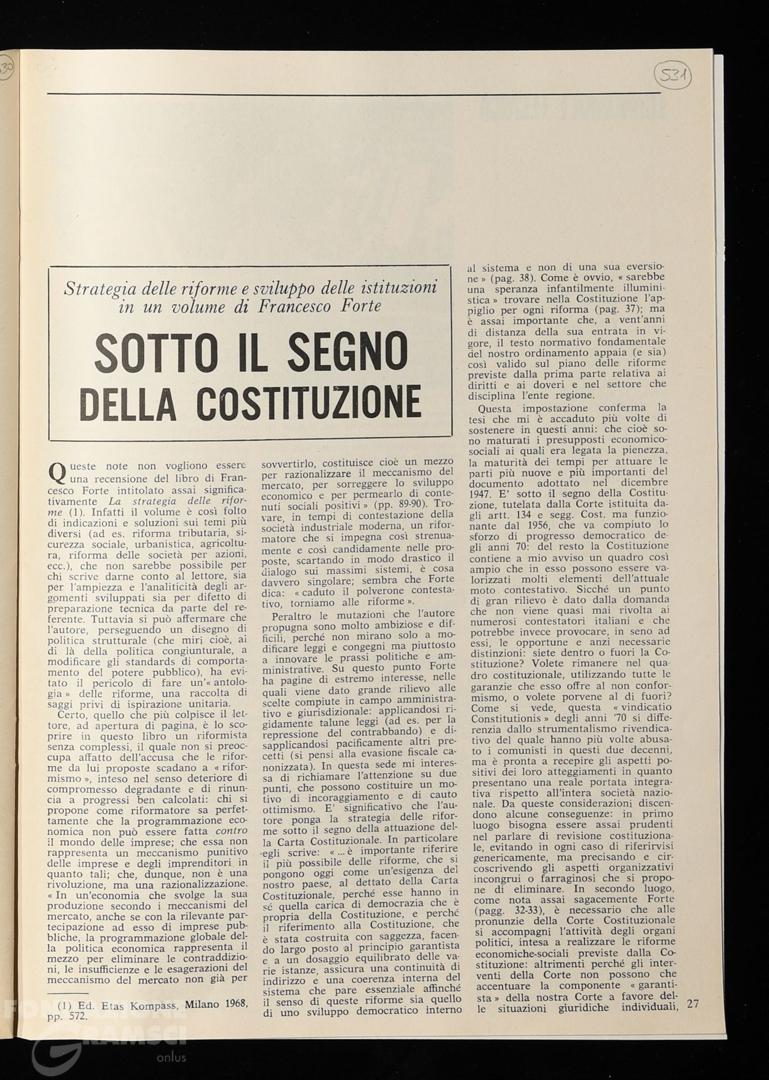 530
531
Strategia delle riforme e sviluppo delle istituzioni
in un volume di Francesco Forte
SOTTO IL SEGNO
DELLA COSTITUZIONE
Queste note non vogliono essere
una recensione del libro di Fran-
cesco Forte intitolato assai significa-
tivamente La strategia delle rifor-
me (1). Infatti il volume è così folto
di indicazioni e soluzioni sui temi più
diversi (ad es. riforma tributaria, si-
curezza sociale, urbanistica, agricoltu-
ra, riforma delle società per azioni,
ecc.), che non sarebbe possibile per
chi scrive darne conto al lettore, sia
per l'ampiezza e l'analiticità degli ar-
gomenti sviluppati sia per difetto di
preparazione tecnica da parte del re-
ferente. Tuttavia si può affermare che
l'autore, perseguendo un disegno di
politica strutturale (che miri cioè, ai
di là della politica congiunturale, a
modificare gli standards di comporta-
mento del potere pubblico), ha evi-
tato il pericolo di fare un'« antolo-
gia » delle riforme, una raccolta di
saggi privi di ispirazione unitaria.
Certo, quello che più colpisce il let-
tore, ad apertura di pagina, è lo sco-
prire in questo libro un riformista
senza complessi, il quale non si preoc-
cupa affatto dell'accusa che le rifor-
me da lui proposte scadano a « rifor-
mismo », inteso nel senso deteriore di
compromesso degradante e di rinun-
cia a progressi ben calcolati: chi si
propone come riformatore sa perfet-
tamente che la programmazione eco-
nomica non può essere fatta contro
il mondo delle imprese; che essa non
rappresenta un meccanismo punitivo
delle imprese e degli imprenditori in
quanto tali; che, dunque, non è una
rivoluzione, ma una razionalizzazione.
« In un'economia che svolge la sua
produzione secondo i meccanismi del
mercato, anche se con la rilevante par-
tecipazione ad esso di imprese pub-
bliche, la programmazione globale del-
la politica economica rappresenta il
mezzo per eliminare le contraddizio-
ni, le insufficienze e le esagerazioni del
meccanismo del mercato non già per
(1) Ed. Etas Kompass, Milano 1968,
pp. 572.
sovvertirlo, costituisce cioè un mezzo
per razionalizzare il meccanismo del
mercato, per sorreggere lo sviluppo
economico e per permearlo di conte-
nuti sociali positivi » (pp. 89-90). Tro-
vare, in tempi di contestazione della
società industriale moderna, un rifor-
matore che si impegna così strenua-
mente e così candidamente nelle pro-
poste, scartando in modo drastico il
dialogo sui massimi sistemi, è cosa
davvero singolare; sembra che Forte
dica: « caduto il polverone contesta-
tivo, torniamo alle riforme ».
Peraltro le mutazioni che l'autore
propugna sono molto ambiziose e dif-
ficili, perché non mirano solo a mo-
dificare leggi e congegni ma piuttosto
a innovare le prassi politiche e am-
ministrative. Su questo punto Forte
ha pagine di estremo interesse, nelle
quali viene dato grande rilievo alle
scelte compiute in campo amministra-
tivo e giurisdizionale: applicandosi ri-
gidamente talune leggi (ad es. per la
repressione del contrabbando) e di-
sapplicandosi pacificamente altri pre-
cetti (si pensi alla evasione fiscale ca-
nonizzata). In questa sede mi interes-
sa di richiamare l'attenzione su due
punti, che possono costituire un mo-
tivo di incoraggiamento e di cauto
ottimismo. E' significativo che l'au-
tore ponga la strategia delle rifor-
me sotto il segno della attuazione del-
la Carta Costituzionale. In particolare
egli scrive: « ...è importante riferire
il più possibile delle riforme, che si
pongono oggi come un'esigenza del
nostro paese, al dettato della Carta
Costituzionale, perché esse hanno in
sé quella carica di democrazia che è
propria della Costituzione, e perché
il riferimento alla Costituzione, che
è stata costruita con saggezza, facen-
do largo posto al principio garantista
e a un dosaggio equilibrato delle va-
rie istanze, assicura una continuità di
indirizzo e una coerenza interna del
sistema che pare essenziale affinché
il senso di queste riforme sia quello
di uno sviluppo democratico interno
al sistema e non di una sua eversio-
ne » (pag. 38). Come è ovvio, « sarebbe
una speranza infantilmente illumini-
stica » trovare nella Costituzione l'ap-
piglio per ogni riforma (pag. 37); ma
è assai importante che, a vent'anni
di distanza della sua entrata in vi-
gore, il testo normativo fondamentale
del nostro ordinamento appaia (e sia)
così valido sul piano delle riforme
previste dalla prima parte relativa ai
diritti e ai doveri e nel settore che
disciplina l'ente regione.
Questa impostazione conferma la
tesi che mi è accaduto più volte di
sostenere in questi anni: che cioè so-
no maturati i presupposti economico-
sociali ai quali era legata la pienezza,
la maturità dei tempi per attuare le
parti più nuove e più importanti del
documento adottato nel dicembre
1947. E' sotto il segno della Costitu-
zione, tutelata dalla Corte istituita da-
gli artt. 134 e segg. Cost. ma funzio-
nante dal 1956, che va compiuto lo
sforzo di progresso democratico de-
gli anni 70: del resto la Costituzione
contiene a mio avviso un quadro così
ampio che in esso possono essere va-
lorizzati molti elementi dell'attuale
moto contestativo. Sicché un punto
di gran rilievo è dato dalla domanda
che non viene quasi mai rivolta ai
numerosi contestatori italiani e che
potrebbe invece provocare, in seno ad
essi, le opportune e anzi necessarie
distinzioni: siete dentro o fuori la Co-
stituzione? Volete rimanere nel qua-
dro costituzionale, utilizzando tutte le
garanzie che esso offre al non confor-
mismo, o volete porvene al di fuori?
Come si vede, questa « vindicatio
Constitutionis » degli anni '70 si diffe-
renzia dallo strumentalismo rivendica-
tivo del quale hanno più volte abusa-
to i comunisti in questi due decenni,
ma è pronta a recepire gli aspetti po-
sitivi dei loro atteggiamenti in quanto
presentano una reale portata integra-
tiva rispetto all'intera società nazio-
nale. Da queste considerazioni discen-
dono alcune conseguenze: in primo
luogo bisogna essere assai prudenti
nel parlare di revisione costituziona-
le, evitando in ogni caso di riferirvisi
genericamente, ma precisando e cir-
coscrivendo gli aspetti organizzativi
incongrui o farraginosi che si propo-
ne di eliminare. In secondo luogo,
come nota assai sagacemente Forte
(pagg. 32-33), è necessario che alle
pronunzie della Corte Costituzionale
si accompagni l'attività degli organi
politici, intesa a realizzare le riforme
economiche-sociali previste dalla Co-
stituzione: altrimenti perché gli inter-
venti della Corte non possono che
accentuare la componente « garanti-
sta » della nostra Corte a favore del-
le situazioni giuridiche individuali,
27
GRAMSCI
onlus